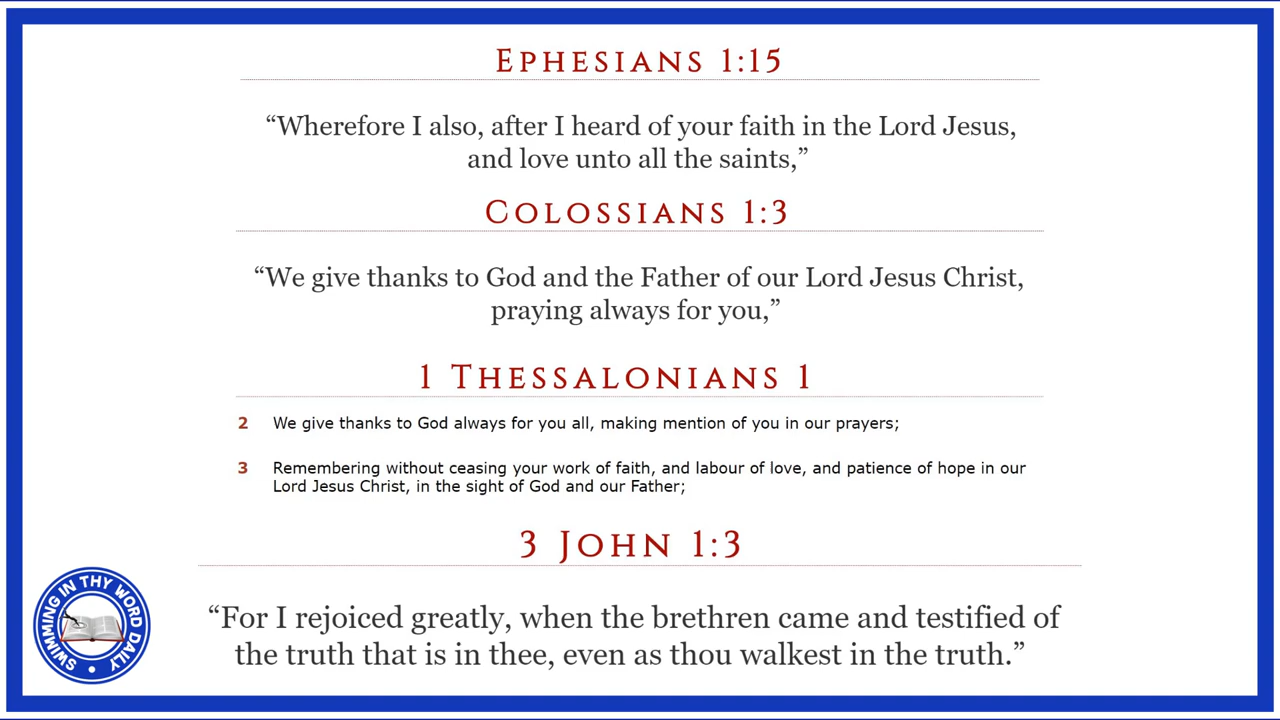 EPHESIANS 1:15
“Wherefore I also, after I heard of your faith in the Lord Jesus,
and love unto all the saints,”
COLOSSIANS 1:3
“We give thanks to God and the Father of our Lord Jesus Christ,
praying always for you,”
1 THESSALONIANS 1
2 We give thanks to God always for you all, making mention of you in our prayers;
3 Remembering without ceasing your work of faith, and labour of love, and patience of hope in our
Lord Jesus Christ, in the sight of God and our Father;
3 JOHN 1:3
“For I rejoiced greatly, when the brethren came and testified of
the truth that is in thee, even as thou walkest in the truth.”
SWIMMING IN THY WORD DAILY